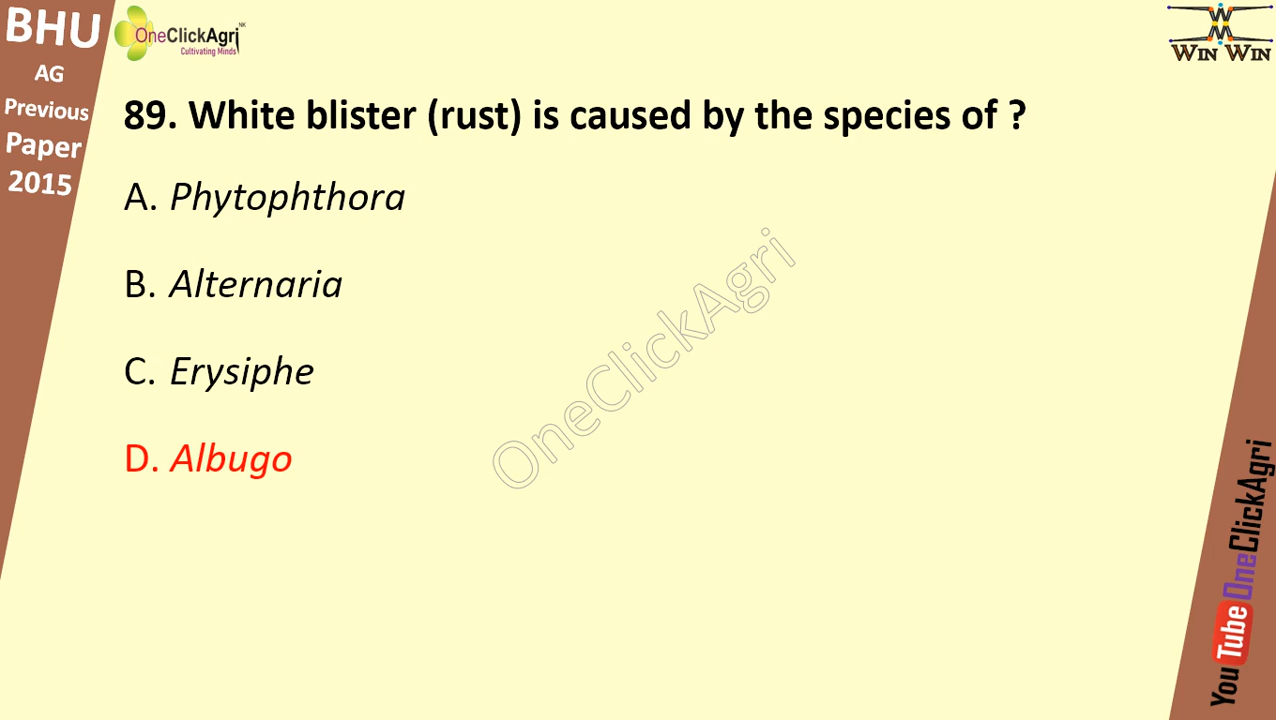 BHU
AG
Previous
Paper
2015
OneClickAgri NK
Cultivating Minds
WIN WIN
89. White blister (rust) is caused by the species of ?
A. Phytophthora
B. Alternaria
C. Erysiphe
D. Albugo
OneClickAgri
YouTube OneClickAgri